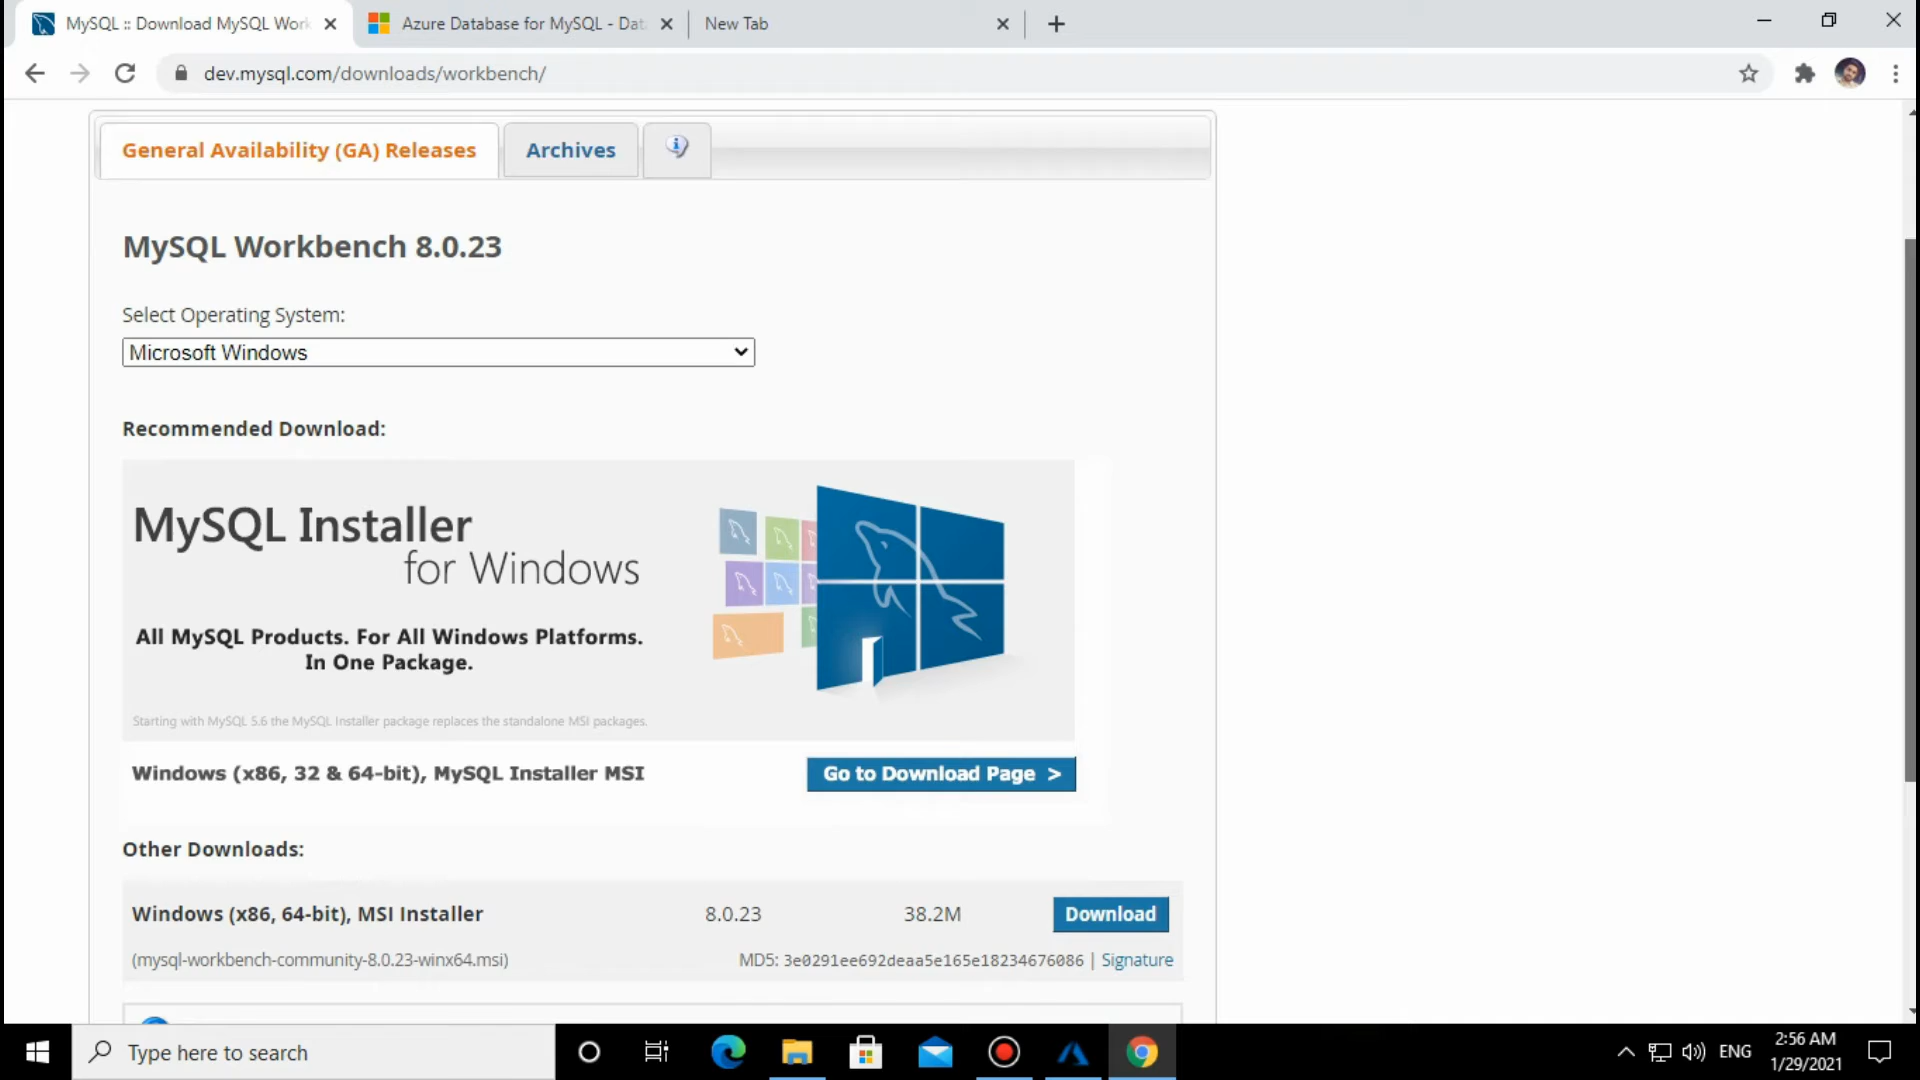 MySQL :: Download MySQL Work
Azure Database for MySQL - Dat
New Tab
dev.mysql.com/downloads/workbench/
General Availability (GA) Releases
Archives
MySQL Workbench 8.0.23
Select Operating System:
Microsoft Windows
Recommended Download:
MySQL Installer
for Windows
All MySQL Products. For All Windows Platforms.
In One Package.
Starting with MySQL 5.6 the MySQL Installer package replaces the standalone MSI packages.
Windows (x86, 32 & 64-bit), MySQL Installer MSI
Go to Download Page >
Other Downloads:
Windows (x86, 64-bit), MSI Installer 8.0.23 38.2M Download
(mysql-workbench-community-8.0.23-winx64.msi) MD5: 3e0291ee692deaa5e165e18234676086 | Signature
Type here to search
ENG
2:56 AM
1/29/2021